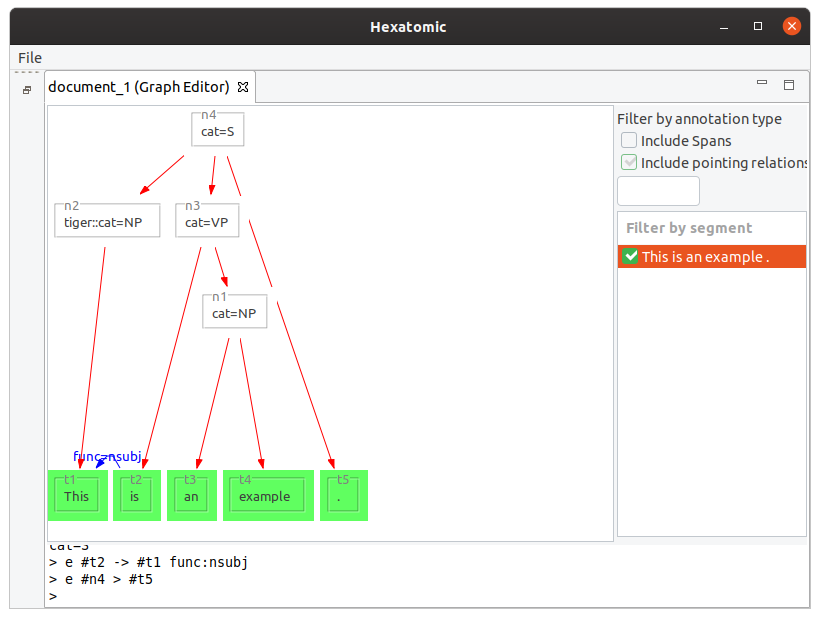 Hexatomic
File
document_1 (Graph Editor)
n4
cat=S
n2
tiger::cat=NP
n3
cat=VP
n1
cat=NP
func=nsubj
t1
This
t2
is
t3
an
t4
example
t5
.
Filter by annotation type
Include Spans
Include pointing relations
Filter by segment
This is an example .
cat=S
> e #t2 -> #t1 func:nsubj
> e #n4 > #t5
>